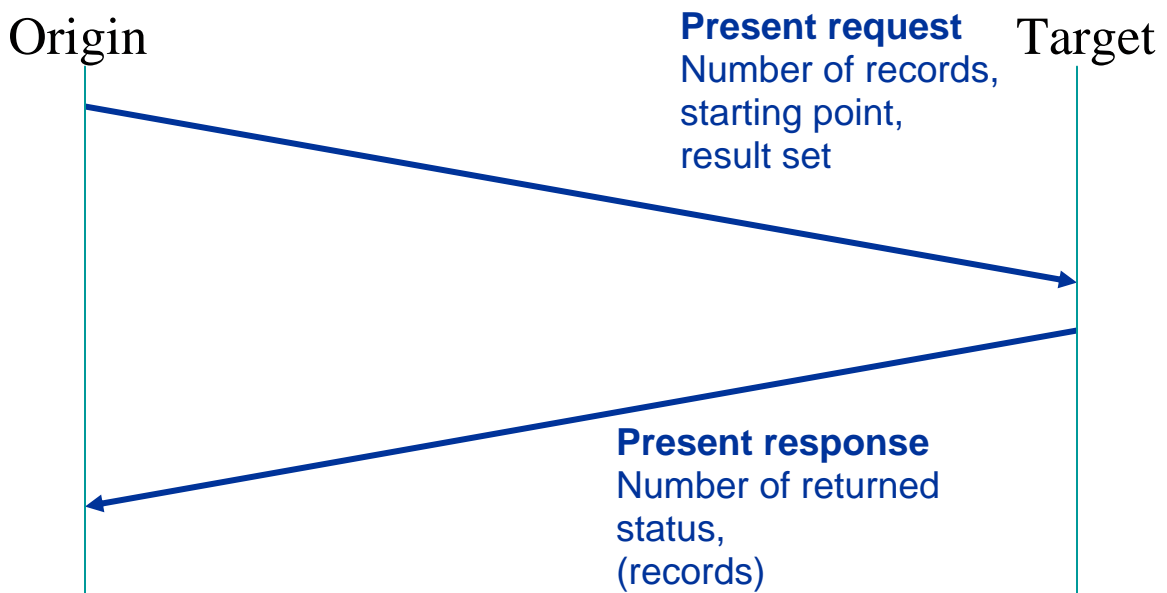 Origin
Present request
Number of records,
starting point,
result set
Target
Present response
Number of returned
status,
(records)